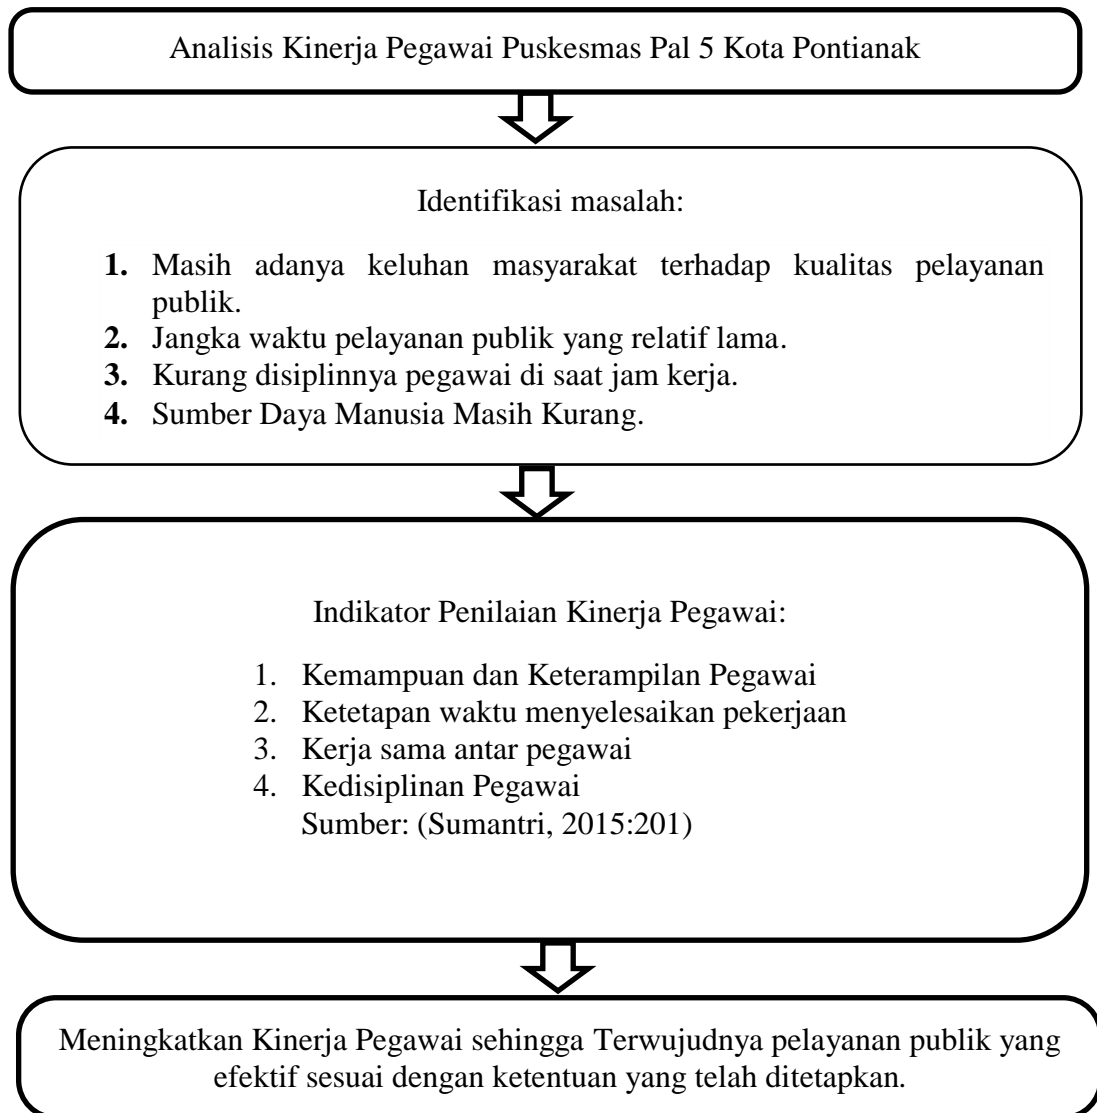 Analisis Kinerja Pegawai Puskesmas Pal 5 Kota Pontianak
Identifikasi masalah:
1. Masih adanya keluhan masyarakat terhadap kualitas pelayanan
publik.
2. Jangka waktu pelayanan publik yang relatif lama.
3. Kurang disiplinnya pegawai di saat jam kerja.
4. Sumber Daya Manusia Masih Kurang.
Indikator Penilaian Kinerja Pegawai:
1. Kemampuan dan Keterampilan Pegawai
2. Ketetapan waktu menyelesaikan pekerjaan
3. Kerja sama antar pegawai
4. Kedisiplinan Pegawai
Sumber: (Sumantri, 2015:201)
Meningkatkan Kinerja Pegawai sehingga Terwujudnya pelayanan publik yang
efektif sesuai dengan ketentuan yang telah ditetapkan.